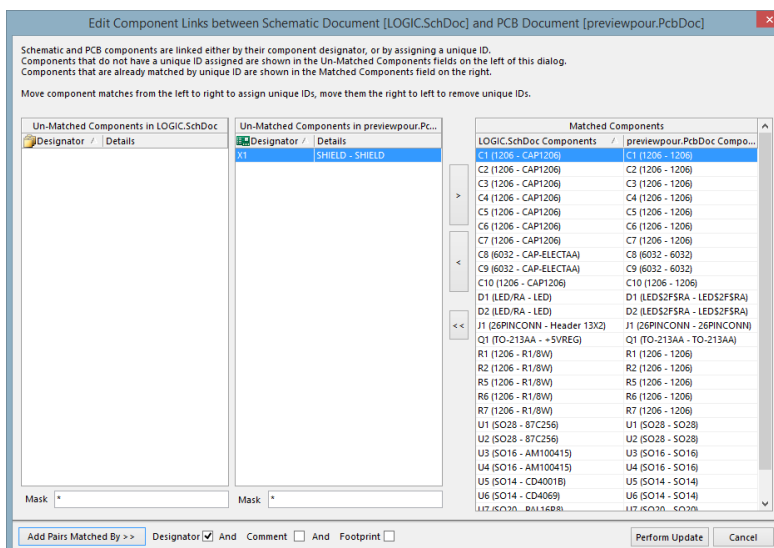 Edit Component Links between Schematic Document [LOGIC.SchDoc] and PCB Document [previewpour.PcbDoc]
Schematic and PCB components are linked either by their component designator, or by assigning a unique ID.
Components that do not have a unique ID assigned are shown in the Un-Matched Components fields on the left of this dialog.
Components that are already matched by unique ID are shown in the Matched Components field on the right.
Move component matches from the left to right to assign unique IDs, move them the right to left to remove unique IDs.
Un-Matched Components in LOGIC.SchDoc
Designator / Details
Mask *
Un-Matched Components in previewpour.Pc...
Designator / Details
X1 SHIELD - SHIELD
Mask *
>
<
<<
Matched Components
LOGIC.SchDoc Components / previewpour.PcbDoc Compo...
C1 (1206 - CAP1206) C1 (1206 - 1206)
C2 (1206 - CAP1206) C2 (1206 - 1206)
C3 (1206 - CAP1206) C3 (1206 - 1206)
C4 (1206 - CAP1206) C4 (1206 - 1206)
C5 (1206 - CAP1206) C5 (1206 - 1206)
C6 (1206 - CAP1206) C6 (1206 - 1206)
C7 (1206 - CAP1206) C7 (1206 - 1206)
C8 (6032 - CAP-ELECTAA) C8 (6032 - 6032)
C9 (6032 - CAP-ELECTAA) C9 (6032 - 6032)
C10 (1206 - CAP1206) C10 (1206 - 1206)
D1 (LED/RA - LED) D1 (LED$2F$RA - LED$2F$RA)
D2 (LED/RA - LED) D2 (LED$2F$RA - LED$2F$RA)
J1 (26PINCONN - Header 13X2) J1 (26PINCONN - 26PINCONN)
Q1 (TO-213AA - +5VREG) Q1 (TO-213AA - TO-213AA)
R1 (1206 - R1/8W) R1 (1206 - 1206)
R2 (1206 - R1/8W) R2 (1206 - 1206)
R5 (1206 - R1/8W) R5 (1206 - 1206)
R6 (1206 - R1/8W) R6 (1206 - 1206)
R7 (1206 - R1/8W) R7 (1206 - 1206)
U1 (SO28 - 87C256) U1 (SO28 - SO28)
U2 (SO28 - 87C256) U2 (SO28 - SO28)
U3 (SO16 - AM100415) U3 (SO16 - SO16)
U4 (SO16 - AM100415) U4 (SO16 - SO16)
U5 (SO14 - CD4001B) U5 (SO14 - SO14)
U6 (SO14 - CD4069) U6 (SO14 - SO14)
U7 (SO20 - PAL16R8) U7 (SO20 - SO20)
Add Pairs Matched By >> Designator And Comment And Footprint
Perform Update Cancel